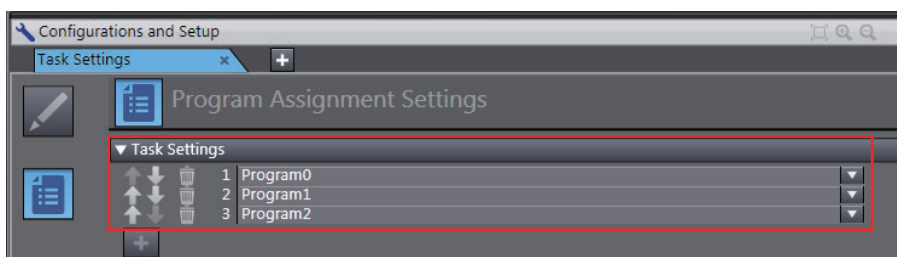 Configurations and Setup
Task Settings × +
Program Assignment Settings
▼ Task Settings
1 Program0
2 Program1
3 Program2
+